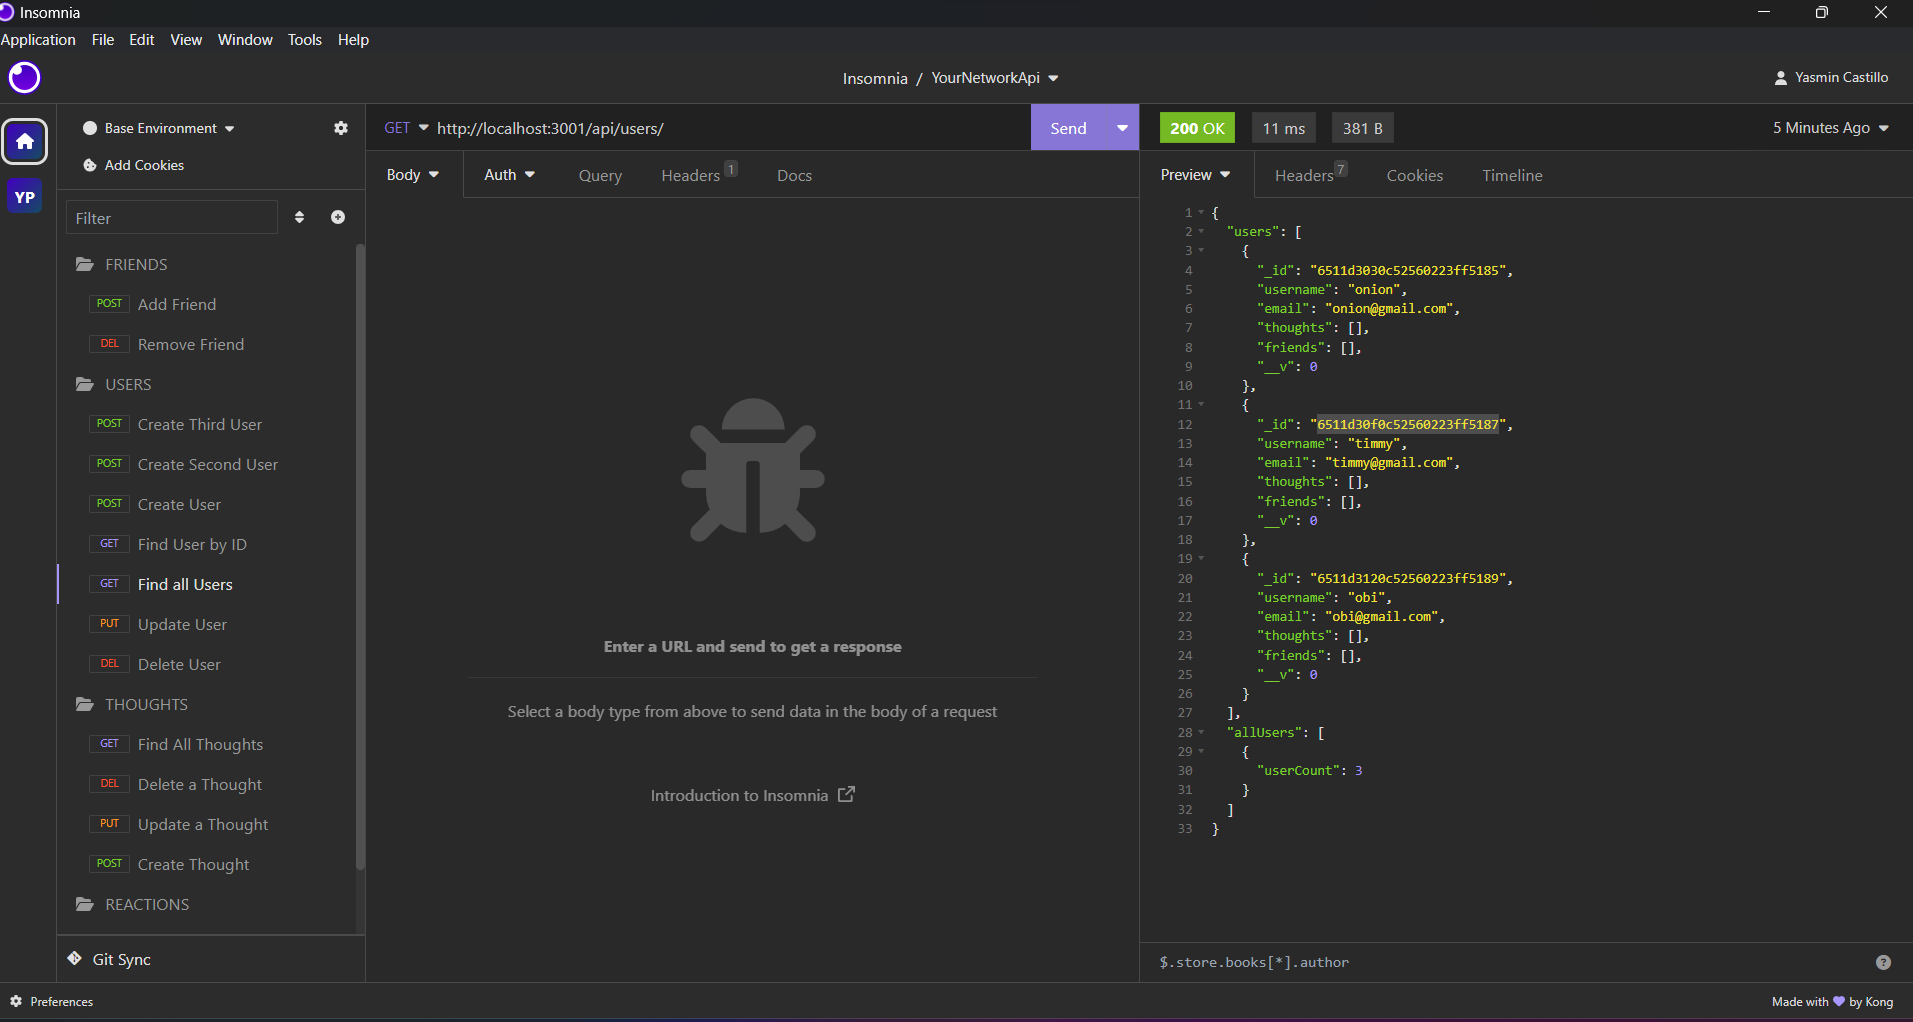 Insomnia
Application File Edit View Window Tools Help
Insomnia / YourNetworkApi
Yasmin Castillo
Base Environment
Add Cookies
YP
Filter
FRIENDS
POST Add Friend
DEL Remove Friend
USERS
POST Create Third User
POST Create Second User
POST Create User
GET Find User by ID
GET Find all Users
PUT Update User
DEL Delete User
THOUGHTS
GET Find All Thoughts
DEL Delete a Thought
PUT Update a Thought
POST Create Thought
REACTIONS
Git Sync
Preferences
GET http://localhost:3001/api/users/ Send
Body Auth Query Headers 1 Docs
Enter a URL and send to get a response
Select a body type from above to send data in the body of a request
Introduction to Insomnia
200 OK 11 ms 381 B 5 Minutes Ago
Preview Headers 7 Cookies Timeline
1 {
2 "users": [
3 {
4 "_id": "6511d3030c52560223ff5185",
5 "username": "onion",
6 "email": "onion@gmail.com",
7 "thoughts": [],
8 "friends": [],
9 "__v": 0
10 },
11 {
12 "_id": "6511d30f0c52560223ff5187",
13 "username": "timmy",
14 "email": "timmy@gmail.com",
15 "thoughts": [],
16 "friends": [],
17 "__v": 0
18 },
19 {
20 "_id": "6511d3120c52560223ff5189",
21 "username": "obi",
22 "email": "obi@gmail.com",
23 "thoughts": [],
24 "friends": [],
25 "__v": 0
26 }
27 ],
28 "allUsers": [
29 {
30 "userCount": 3
31 }
32 ]
33 }
$.store.books[*].author
Made with 💜 by Kong